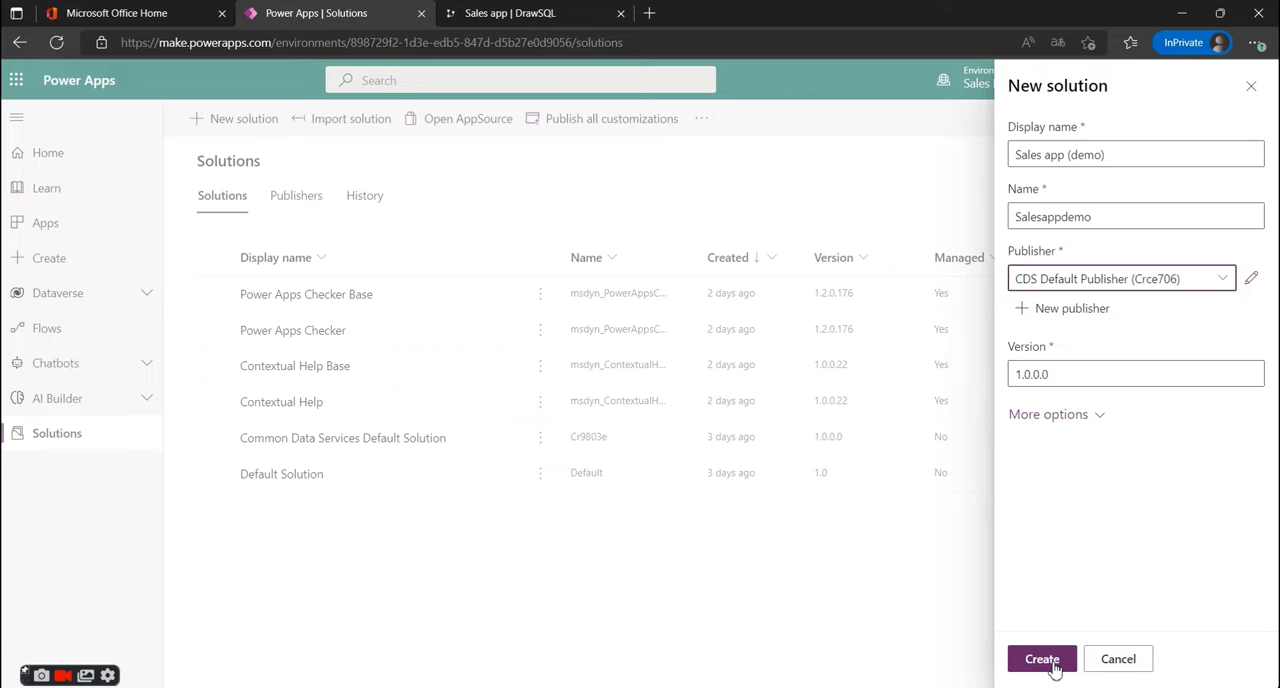 Microsoft Office Home
Power Apps | Solutions
Sales app | DrawSQL
https://make.powerapps.com/environments/898729f2-1d3e-edb5-847d-d5b27e0d9056/solutions
InPrivate
Power Apps
Search
Environ
Sales
New solution
Import solution
Open AppSource
Publish all customizations
Home
Learn
Apps
Create
Dataverse
Flows
Chatbots
AI Builder
Solutions
Solutions
Solutions Publishers History
Display name Name Created Version Managed
Power Apps Checker Base msdyn_PowerAppsC... 2 days ago 1.2.0.176 Yes
Power Apps Checker msdyn_PowerAppsC... 2 days ago 1.2.0.176 Yes
Contextual Help Base msdyn_ContextualH... 2 days ago 1.0.0.22 Yes
Contextual Help msdyn_ContextualH... 2 days ago 1.0.0.22 Yes
Common Data Services Default Solution Cr9803e 3 days ago 1.0.0.0 No
Default Solution Default 3 days ago 1.0 No
New solution
Display name *
Sales app (demo)
Name *
Salesappdemo
Publisher *
CDS Default Publisher (Crce706)
New publisher
Version *
1.0.0.0
More options
Create Cancel